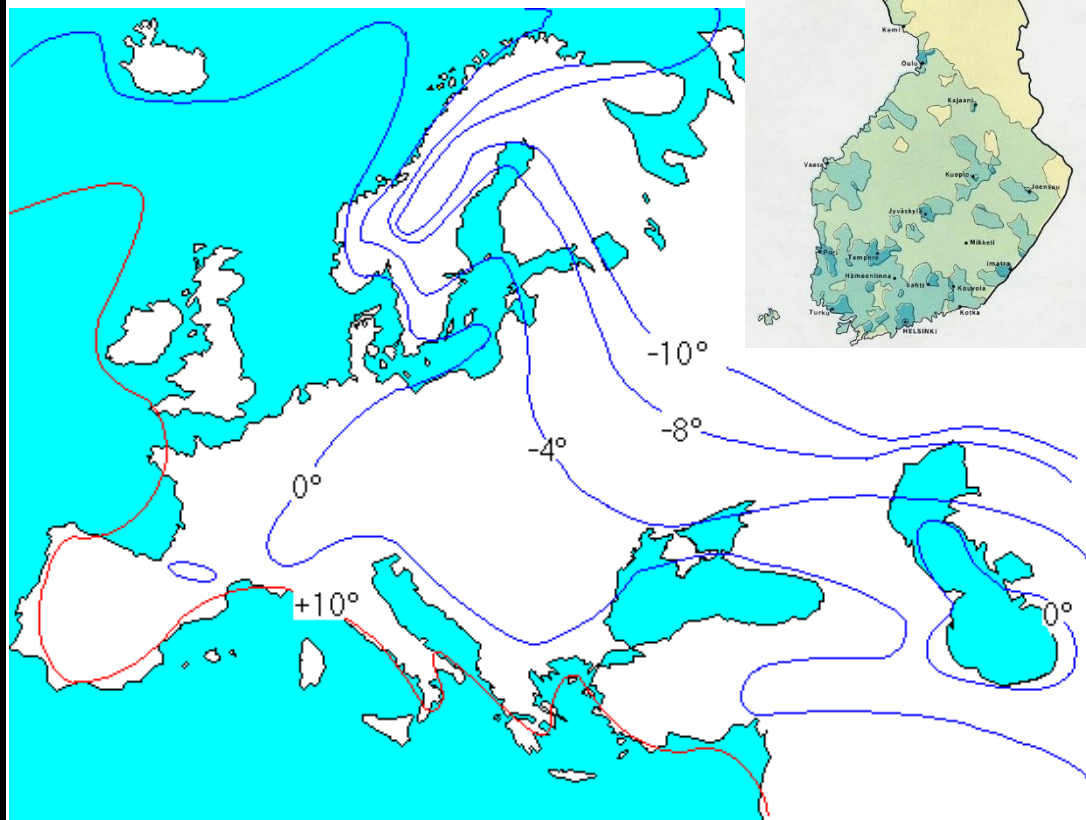 Kemi
Oulu
Kajaani
Vaasa
Kuopio
Joensuu
Jyväskylä
Mikkeli
Pori
Tampere
Imatra
Hämeenlinna
Lahti
Kouvola
Turku
Kotka
HELSINKI
-10°
-8°
-4°
0°
+10°
0°